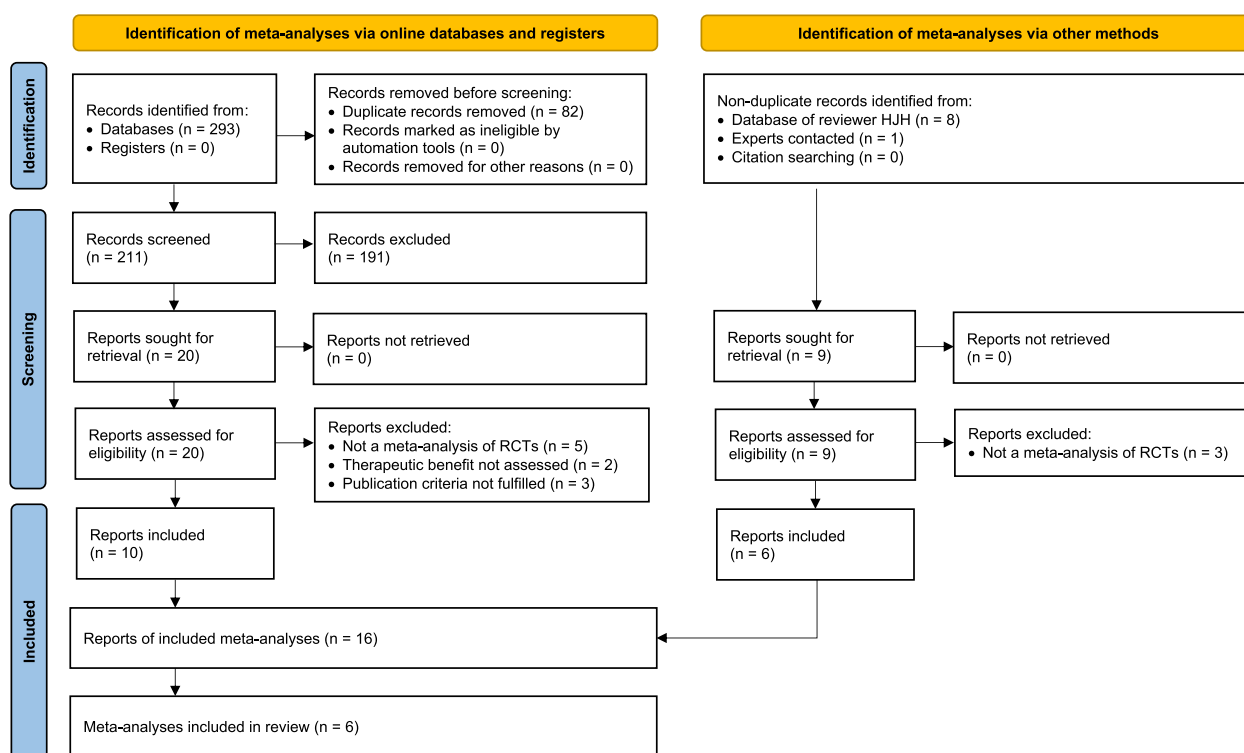 Identification of meta-analyses via online databases and registers
Identification of meta-analyses via other methods
Identification
Records identified from:
• Databases (n = 293)
• Registers (n = 0)
Records removed before screening:
• Duplicate records removed (n = 82)
• Records marked as ineligible by
automation tools (n = 0)
• Records removed for other reasons (n = 0)
Non-duplicate records identified from:
• Database of reviewer HJH (n = 8)
• Experts contacted (n = 1)
• Citation searching (n = 0)
Screening
Records screened
(n = 211)
Records excluded
(n = 191)
Reports sought for
retrieval (n = 20)
Reports not retrieved
(n = 0)
Reports sought for
retrieval (n = 9)
Reports not retrieved
(n = 0)
Reports assessed for
eligibility (n = 20)
Reports excluded:
• Not a meta-analysis of RCTs (n = 5)
• Therapeutic benefit not assessed (n = 2)
• Publication criteria not fulfilled (n = 3)
Reports assessed for
eligibility (n = 9)
Reports excluded:
• Not a meta-analysis of RCTs (n = 3)
Included
Reports included
(n = 10)
Reports included
(n = 6)
Reports of included meta-analyses (n = 16)
Meta-analyses included in review (n = 6)